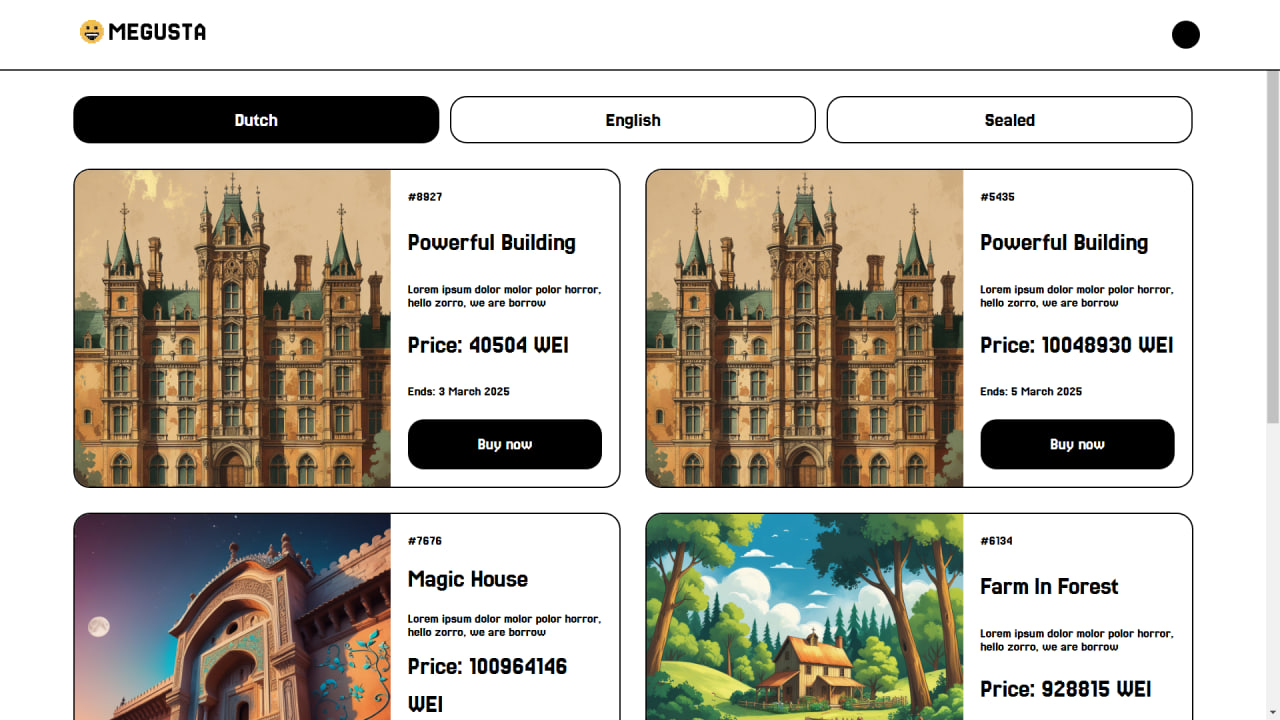 MEGUSTA
Dutch
English
Sealed
#8927
Powerful Building
Lorem ipsum dolor molor polor horror,
hello zorro, we are borrow
Price: 40504 WEI
Ends: 3 March 2025
Buy now
#5435
Powerful Building
Lorem ipsum dolor molor polor horror,
hello zorro, we are borrow
Price: 10048930 WEI
Ends: 5 March 2025
Buy now
#7676
Magic House
Lorem ipsum dolor molor polor horror,
hello zorro, we are borrow
Price: 100964146
WEI
#6134
Farm In Forest
Lorem ipsum dolor molor polor horror,
hello zorro, we are borrow
Price: 928815 WEI